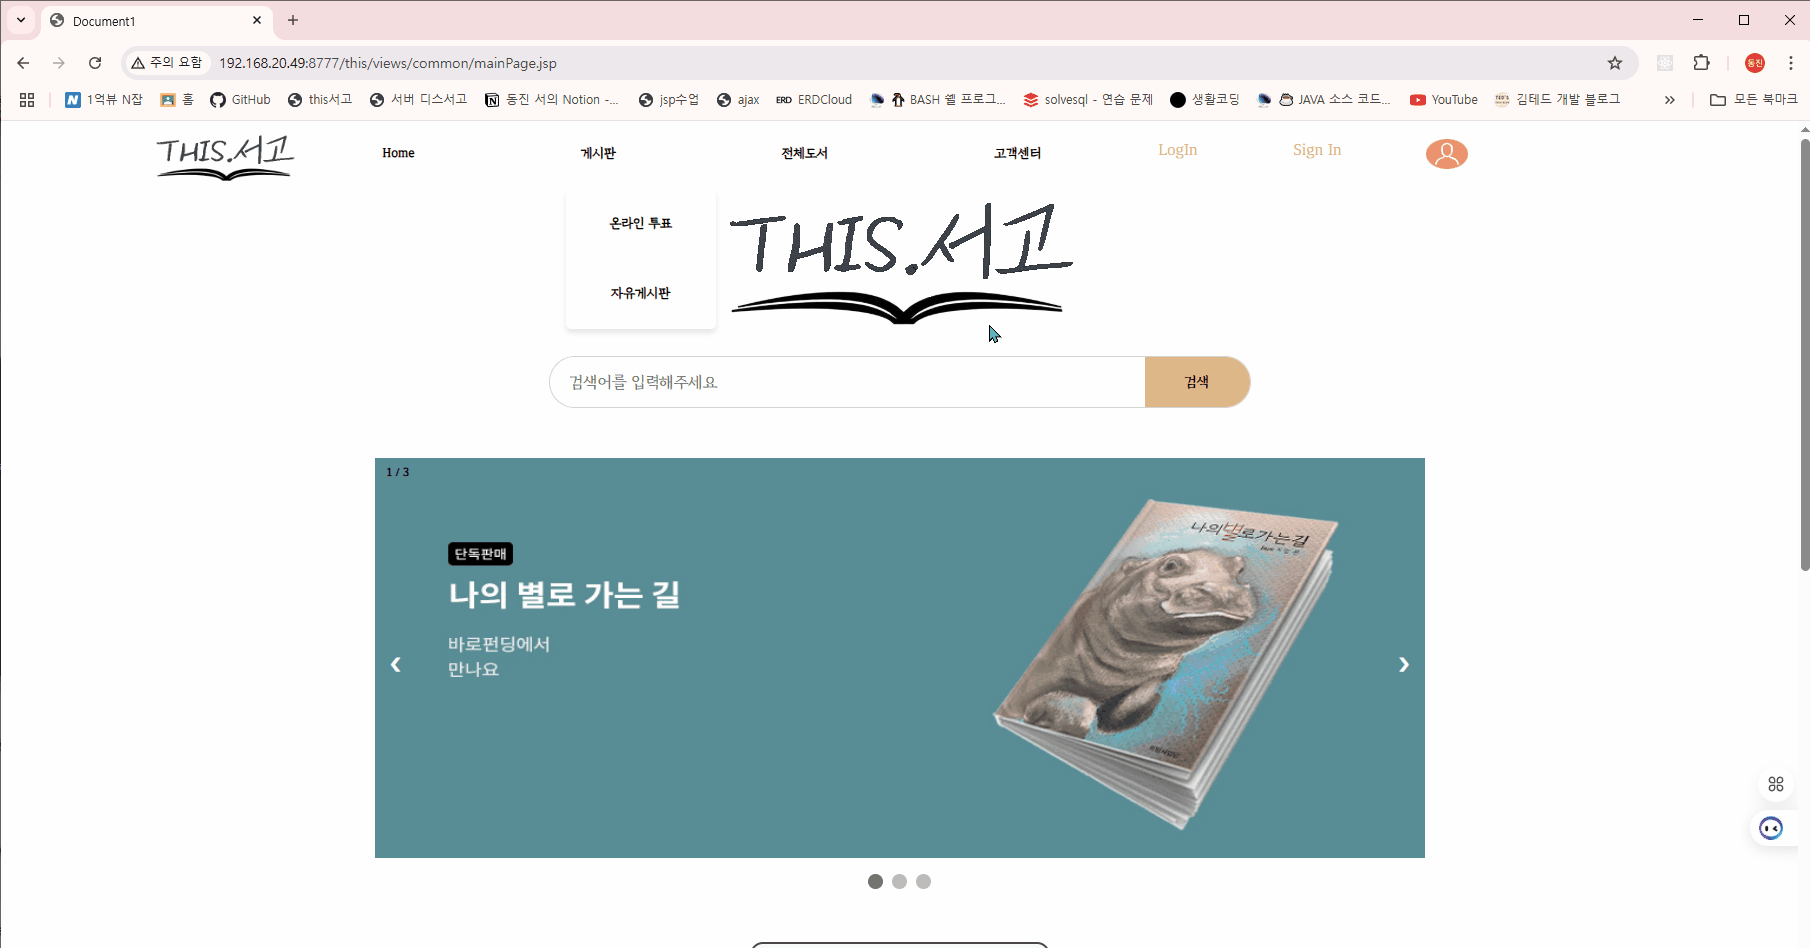 Document1
주의 요함
192.168.20.49:8777/this/views/common/mainPage.jsp
동진
1억뷰 N잡
홈
GitHub
this서고
서버 디스서고
동진 서의 Notion -...
jsp수업
ajax
ERD ERDCloud
BASH 쉘 프로그...
solvesql - 연습 문제
생활코딩
JAVA 소스 코드...
YouTube
김테드 개발 블로그
모든 북마크
THIS.서고
Home
게시판
전체도서
고객센터
LogIn
Sign In
온라인 투표
자유게시판
THIS.서고
검색어를 입력해주세요
검색
1 / 3
단독판매
나의 별로 가는 길
바로펀딩에서
만나요
나의별로가는길